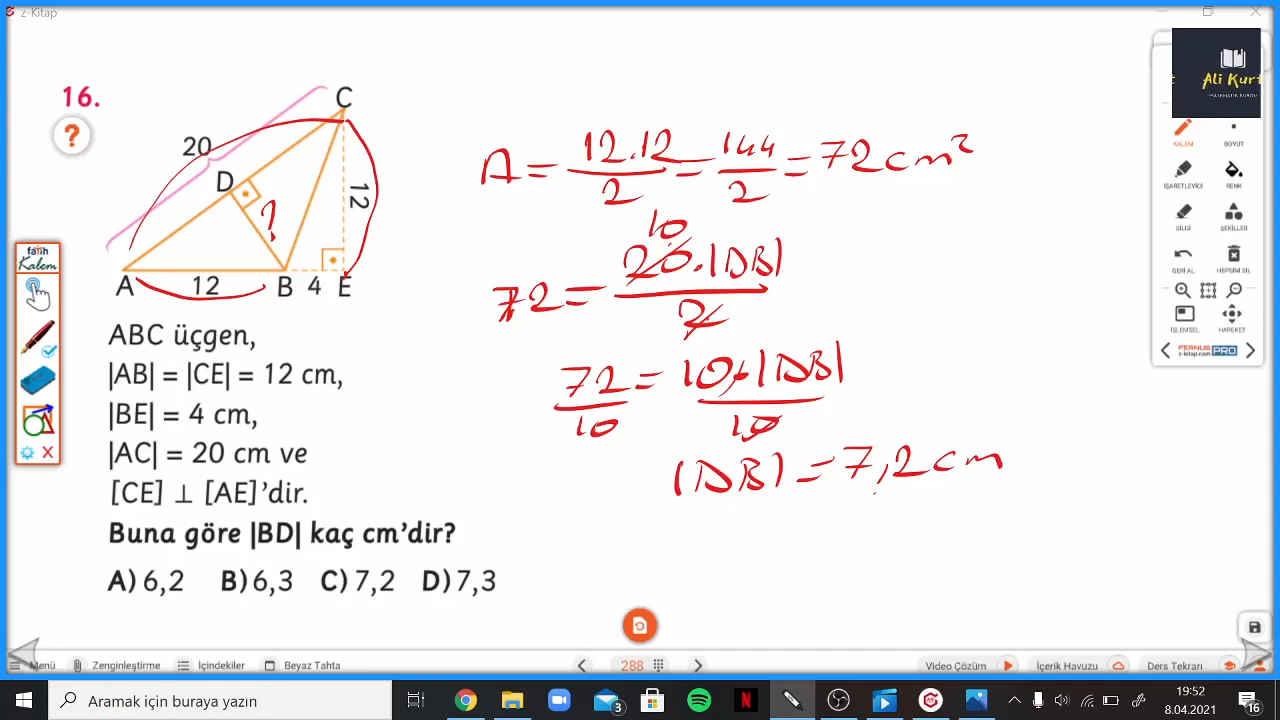 z-Kitap
16.
?
C
20
D
?
12
A
12
B
4
E
ABC üçgen,
|AB| = |CE| = 12 cm,
|BE| = 4 cm,
|AC| = 20 cm ve
[CE] ⊥ [AE]'dir.
Buna göre |BD| kaç cm'dir?
A) 6,2 B) 6,3 C) 7,2 D) 7,3
A = 12.12/2 = 144/2 = 72 cm²
10
72 = 20.|DB|/2
72/10 = 10.|DB|/10
|DB| = 7,2 cm
fatih
Kalem
Ali Kurt
KALEM
BOYUT
İŞARETLEYİCİ
RENK
SİLGİ
ŞEKİLLER
GERİ AL
HEPSİNİ SİL
İŞLEMSEL
HAREKET
FERNUS PRO
z-kitap.com
Menü
Zenginleştirme
İçindekiler
Beyaz Tahta
288
Video Çözüm
İçerik Havuzu
Ders Tekrarı
Aramak için buraya yazın
3
19:52
8.04.2021
16